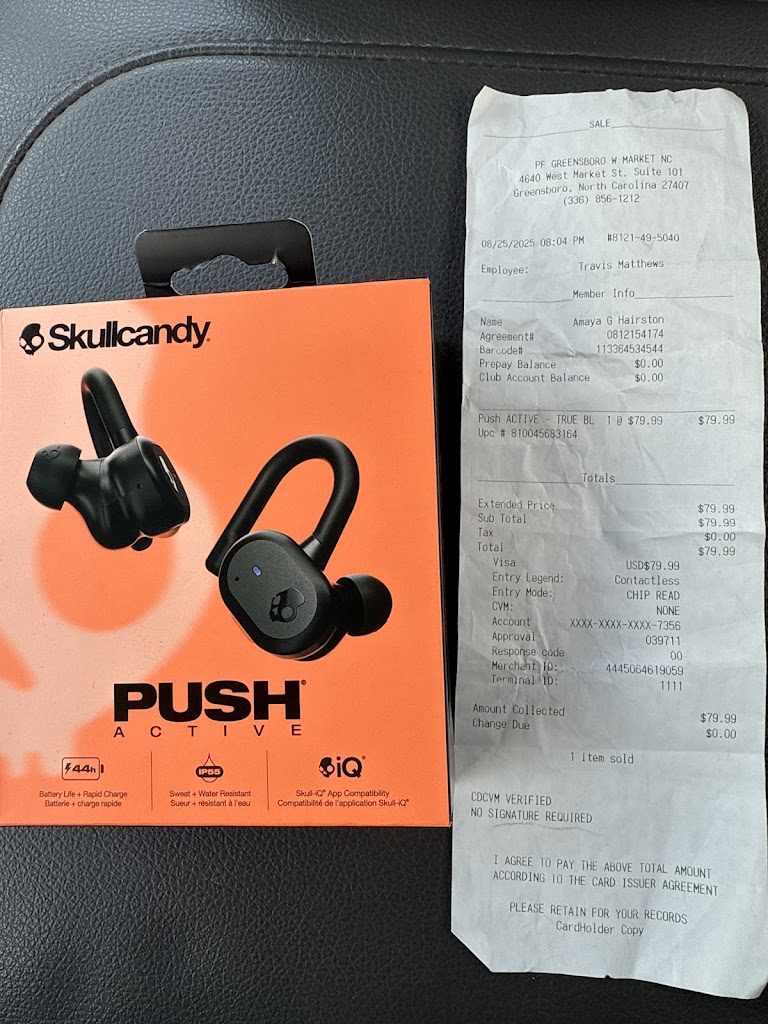 Skullcandy®
PUSH®
ACTIVE
44h
Battery Life + Rapid Charge
Batterie + charge rapide
IP55
Sweat + Water Resistant
Sueur + résistant à l'eau
iQ®
Skull-iQ® App Compatibility
Compatibilité de l'application Skull-iQ®
SALE
PF GREENSBORO W MARKET NC
4640 West Market St. Suite 101
Greensboro, North Carolina 27407
(336) 856-1212
08/25/2025 08:04 PM #8121-49-5040
Employee: Travis Matthews
Member Info
Name Amaya G Hairston
Agreement# 0812154174
Barcode# 113364534544
Prepay Balance $0.00
Club Account Balance $0.00
Push ACTIVE - TRUE BL 1 @ $79.99 $79.99
Upc # 810045683164
Totals
Extended Price $79.99
Sub Total $79.99
Tax $0.00
Total $79.99
Visa USD$79.99
Entry Legend: Contactless
Entry Mode: CHIP READ
CVM: NONE
Account XXXX-XXXX-XXXX-7356
Approval 039711
Response code 00
Merchant ID: 4445064619059
Terminal ID: 1111
Amount Collected $79.99
Change Due $0.00
1 item sold
CDCVM VERIFIED
NO SIGNATURE REQUIRED
I AGREE TO PAY THE ABOVE TOTAL AMOUNT
ACCORDING TO THE CARD ISSUER AGREEMENT
PLEASE RETAIN FOR YOUR RECORDS
CardHolder Copy